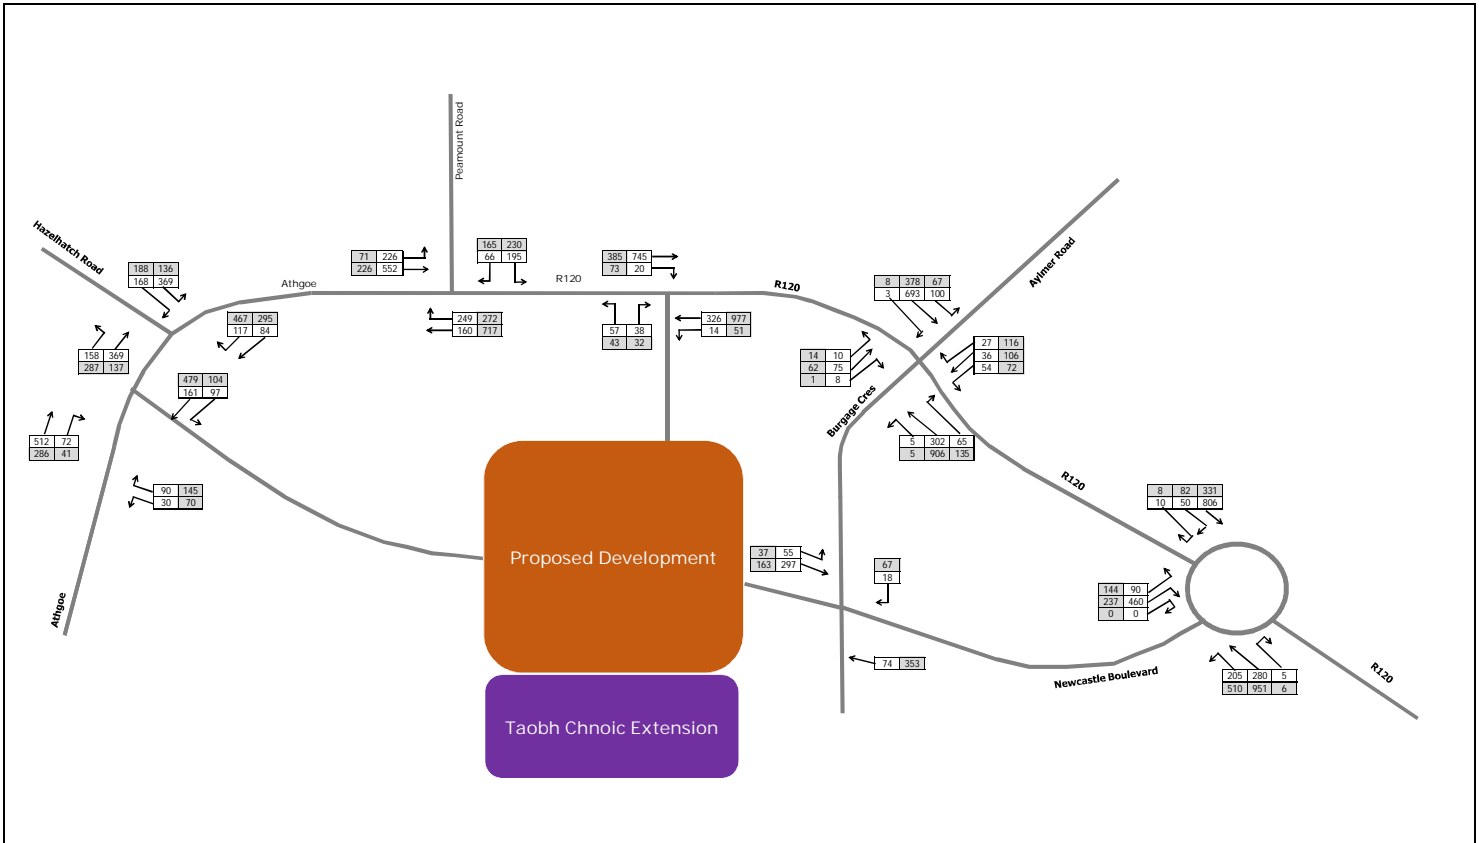 Peamount Road
Hazelhatch Road
188 136
168 369
71 226
226 552
165 230
66 195
385 745
73 20
Athgoe
R120
R120
8 378 67
3 693 100
Aylmer Road
467 295
117 84
249 272
160 717
57 38
43 32
326 977
14 51
158 369
287 137
14 10
62 75
1 8
27 116
36 106
54 72
479 104
161 97
Burgage Cres
512 72
286 41
5 302 65
5 906 135
90 145
30 70
R120
8 82 331
10 50 806
Proposed Development
37 55
163 297
67
18
144 90
237 460
0 0
Athgoe
74 353
Newcastle Boulevard
205 280 5
510 951 6
R120
Taobh Chnoic Extension